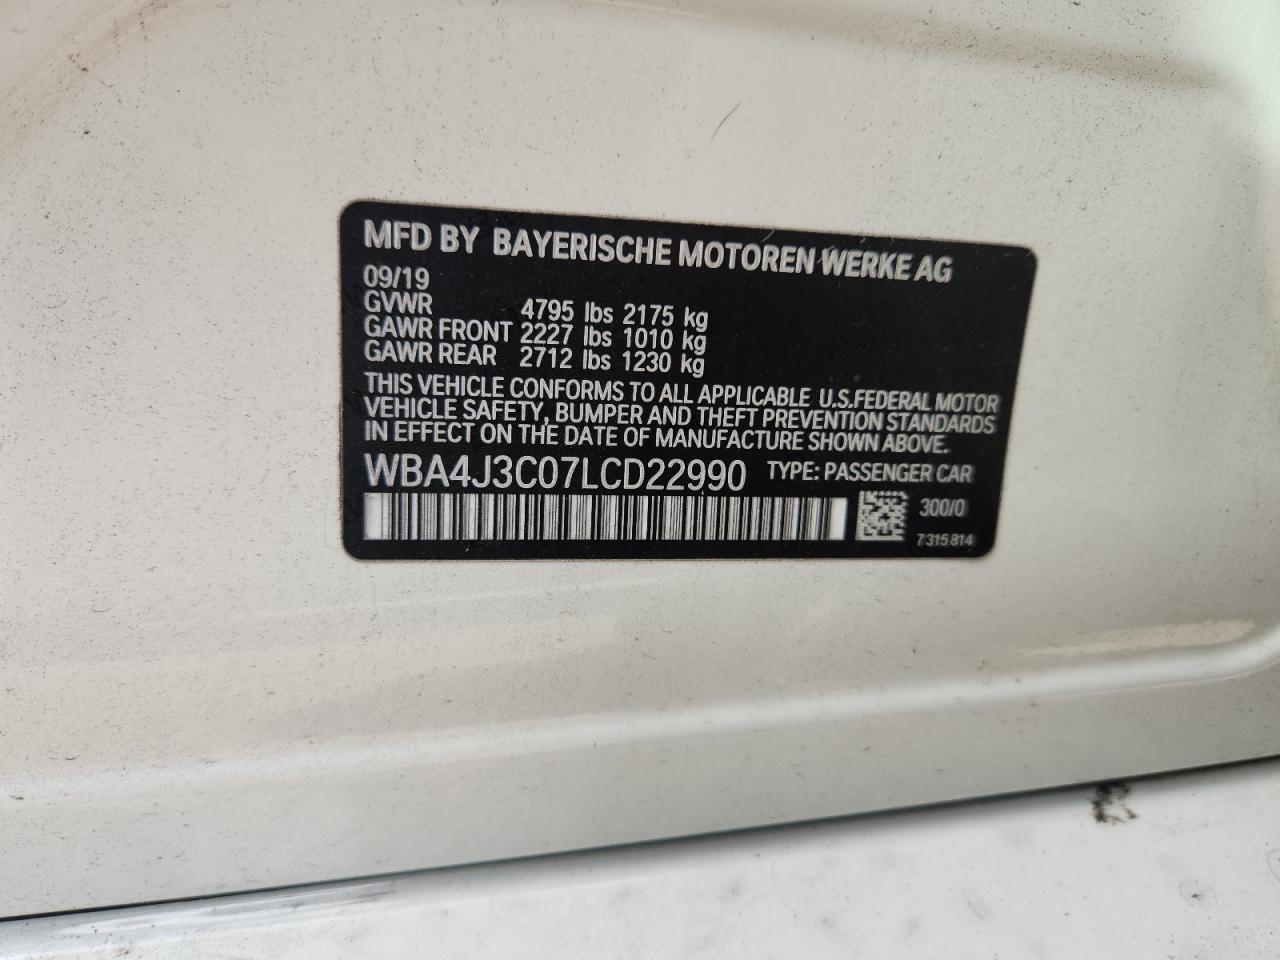 MFD BY BAYERISCHE MOTOREN WERKE AG
09/19
GVWR 4795 lbs 2175 kg
GAWR FRONT 2227 lbs 1010 kg
GAWR REAR 2712 lbs 1230 kg
THIS VEHICLE CONFORMS TO ALL APPLICABLE U.S.FEDERAL MOTOR
VEHICLE SAFETY, BUMPER AND THEFT PREVENTION STANDARDS
IN EFFECT ON THE DATE OF MANUFACTURE SHOWN ABOVE.
WBA4J3C07LCD22990 TYPE: PASSENGER CAR
300/0
7315814